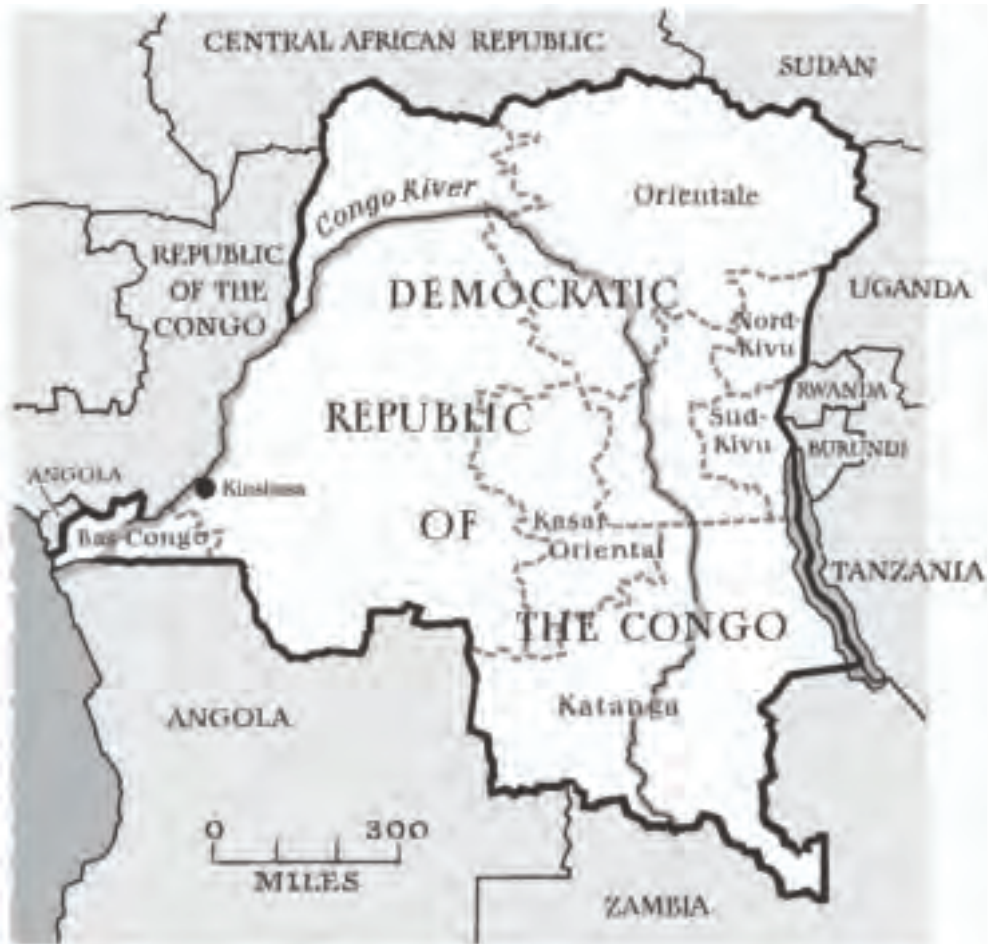 CENTRAL AFRICAN REPUBLIC
SUDAN
Congo River
Orientale
REPUBLIC
OF THE
CONGO
DEMOCRATIC
UGANDA
Nord-
Kivu
RWANDA
REPUBLIC
Sud-
Kivu
BURUNDI
ANGOLA
Kinshasa
Bas-Congo
OF
Kasai
Oriental
TANZANIA
THE CONGO
Katanga
ANGOLA
0 300
MILES
ZAMBIA